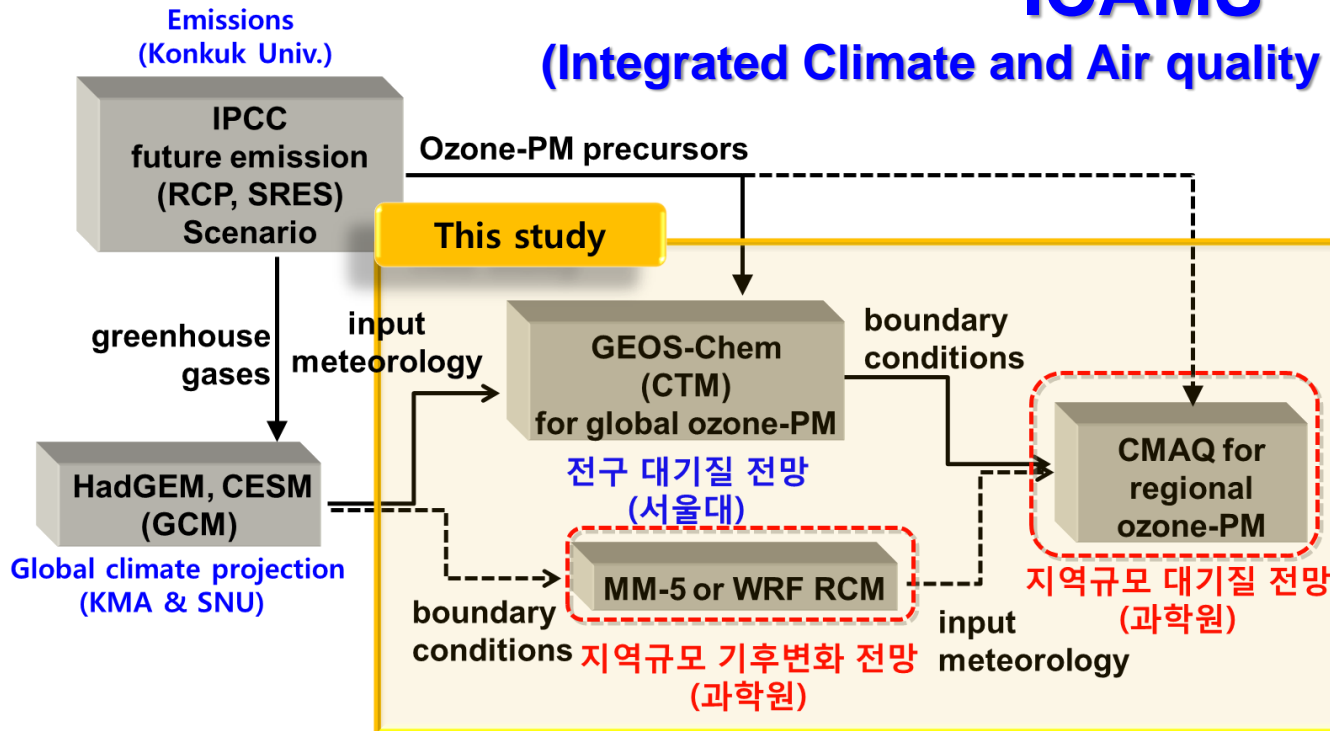 Emissions
(Konkuk Univ.)
(Integrated Climate and Air quality
IPCC
future emission
(RCP, SRES)
Scenario
Ozone-PM precursors
This study
greenhouse
gases
input
meteorology
GEOS-Chem
(CTM)
for global ozone-PM
boundary
conditions
전구 대기질 전망
(서울대)
HadGEM, CESM
(GCM)
Global climate projection
(KMA & SNU)
CMAQ for
regional
ozone-PM
지역규모 대기질 전망
(과학원)
MM-5 or WRF RCM
boundary
conditions
지역규모 기후변화 전망
(과학원)
input
meteorology